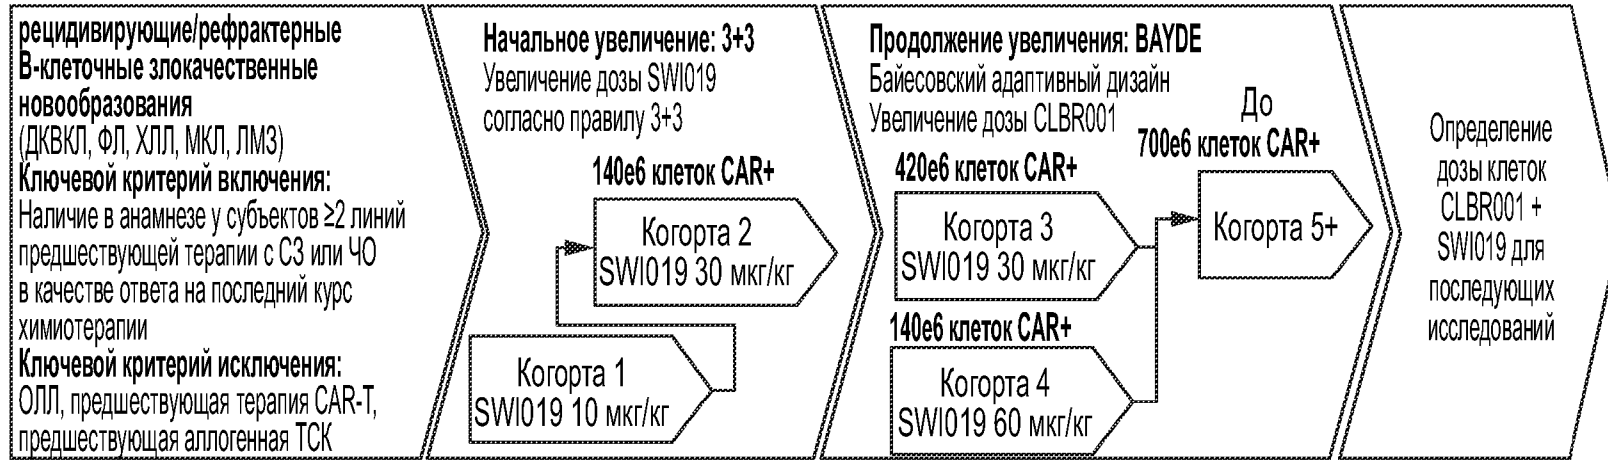 рецидивирующие/рефрактерные
В-клеточные злокачественные
новообразования
(ДКВКЛ, ФЛ, ХЛЛ, МКЛ, ЛМЗ)
Ключевой критерий включения:
Наличие в анамнезе у субъектов ≥2 линий
предшествующей терапии с СЗ или ЧО
в качестве ответа на последний курс
химиотерапии
Ключевой критерий исключения:
ОЛЛ, предшествующая терапия CAR-T,
предшествующая аллогенная ТСК
Начальное увеличение: 3+3
Увеличение дозы SWI019
согласно правилу 3+3
140e6 клеток CAR+
Когорта 2
SWI019 30 мкг/кг
Когорта 1
SWI019 10 мкг/кг
Продолжение увеличения: BAYDE
Байесовский адаптивный дизайн
Увеличение дозы CLBR001
420e6 клеток CAR+
Когорта 3
SWI019 30 мкг/кг
140e6 клеток CAR+
Когорта 4
SWI019 60 мкг/кг
До
700e6 клеток CAR+
Когорта 5+
Определение
дозы клеток
CLBR001 +
SWI019 для
последующих
исследований